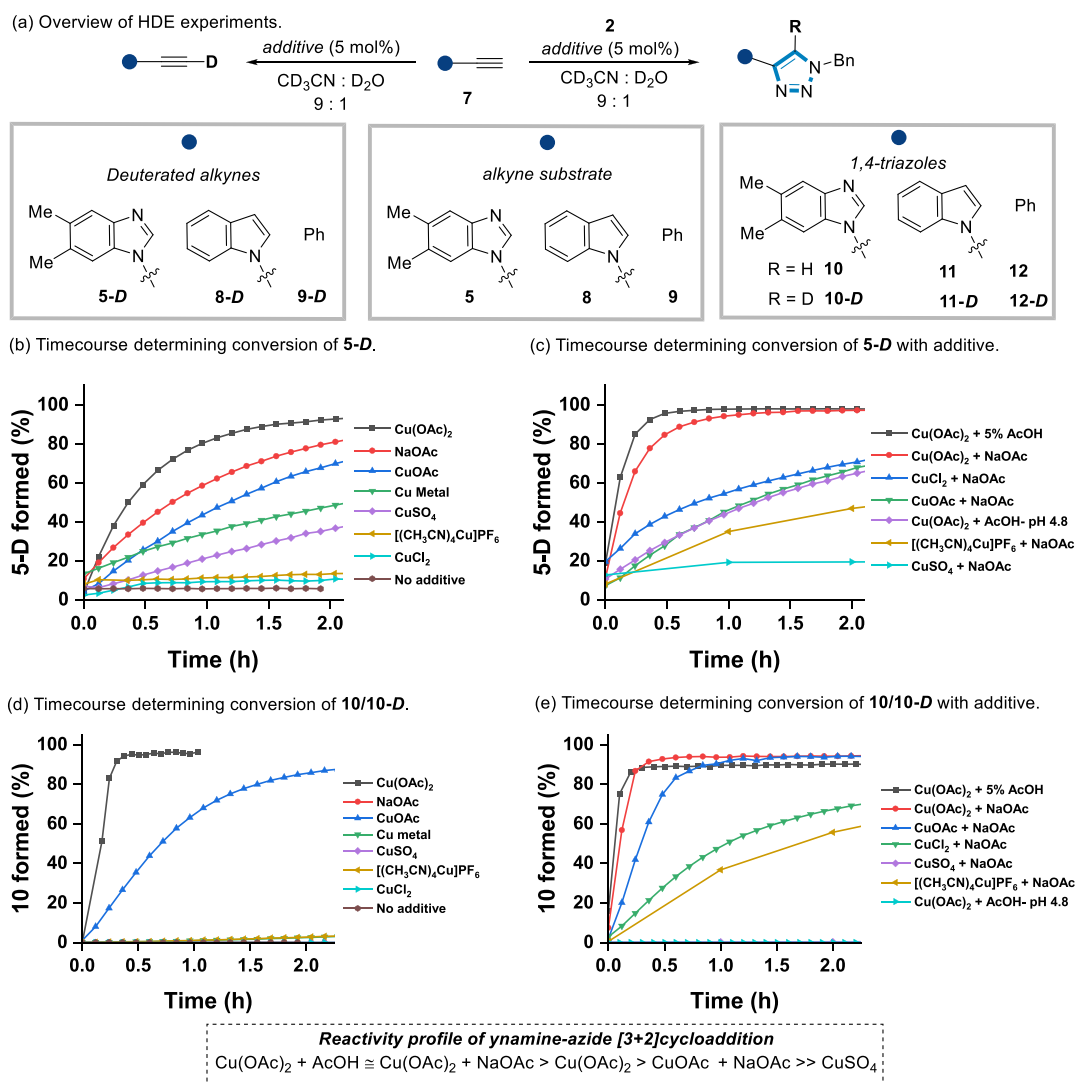 (a) Overview of HDE experiments.
additive (5 mol%)
CD3CN : D2O
9 : 1
D
7
2
additive (5 mol%)
CD3CN : D2O
9 : 1
R
N
Bn
N
N
Deuterated alkynes
Me
Me
N
N
N
Ph
5-D
8-D
9-D
alkyne substrate
Me
Me
N
N
N
Ph
5
8
9
1,4-triazoles
Me
Me
N
N
N
Ph
R = H 10 11 12
R = D 10-D 11-D 12-D
(b) Timecourse determining conversion of 5-D.
5-D formed (%)
100
80
60
40
20
0
0.0 0.5 1.0 1.5 2.0
Time (h)
Cu(OAc)2
NaOAc
CuOAc
Cu Metal
CuSO4
[(CH3CN)4Cu]PF6
CuCl2
No additive
(c) Timecourse determining conversion of 5-D with additive.
5-D formed (%)
100
80
60
40
20
0
0.0 0.5 1.0 1.5 2.0
Time (h)
Cu(OAc)2 + 5% AcOH
Cu(OAc)2 + NaOAc
CuCl2 + NaOAc
CuOAc + NaOAc
Cu(OAc)2 + AcOH- pH 4.8
[(CH3CN)4Cu]PF6 + NaOAc
CuSO4 + NaOAc
(d) Timecourse determining conversion of 10/10-D.
10 formed (%)
100
80
60
40
20
0
0.0 0.5 1.0 1.5 2.0
Time (h)
Cu(OAc)2
NaOAc
CuOAc
Cu metal
CuSO4
[(CH3CN)4Cu]PF6
CuCl2
No additive
(e) Timecourse determining conversion of 10/10-D with additive.
10 formed (%)
100
80
60
40
20
0
0.0 0.5 1.0 1.5 2.0
Time (h)
Cu(OAc)2 + 5% AcOH
Cu(OAc)2 + NaOAc
CuOAc + NaOAc
CuCl2 + NaOAc
CuSO4 + NaOAc
[(CH3CN)4Cu]PF6 + NaOAc
Cu(OAc)2 + AcOH- pH 4.8
Reactivity profile of ynamine-azide [3+2]cycloaddition
Cu(OAc)2 + AcOH ≅ Cu(OAc)2 + NaOAc > Cu(OAc)2 > CuOAc + NaOAc >> CuSO4